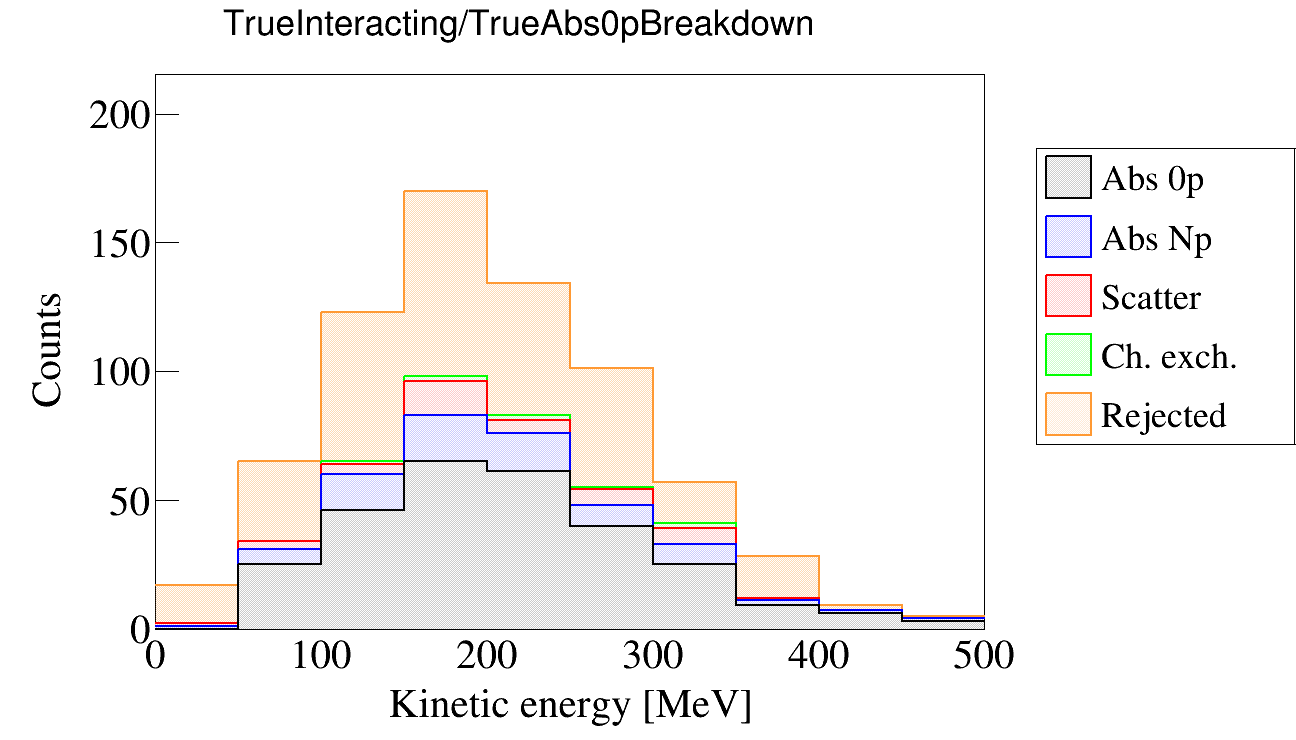 TrueInteracting/TrueAbs0pBreakdown
200
150
100
50
0
Counts
0 100 200 300 400 500
Kinetic energy [MeV]
Abs 0p
Abs Np
Scatter
Ch. exch.
Rejected